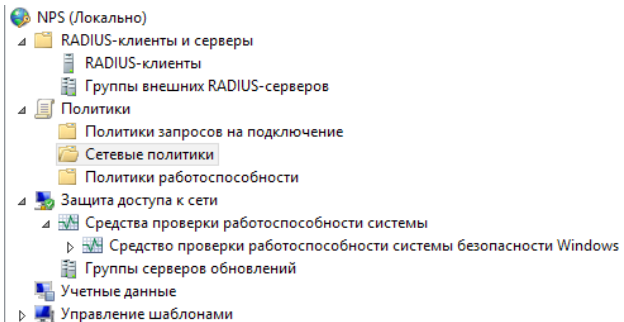 NPS (Локально)
RADIUS-клиенты и серверы
RADIUS-клиенты
Группы внешних RADIUS-серверов
Политики
Политики запросов на подключение
Сетевые политики
Политики работоспособности
Защита доступа к сети
Средства проверки работоспособности системы
Средство проверки работоспособности системы безопасности Windows
Группы серверов обновлений
Учетные данные
Управление шаблонами